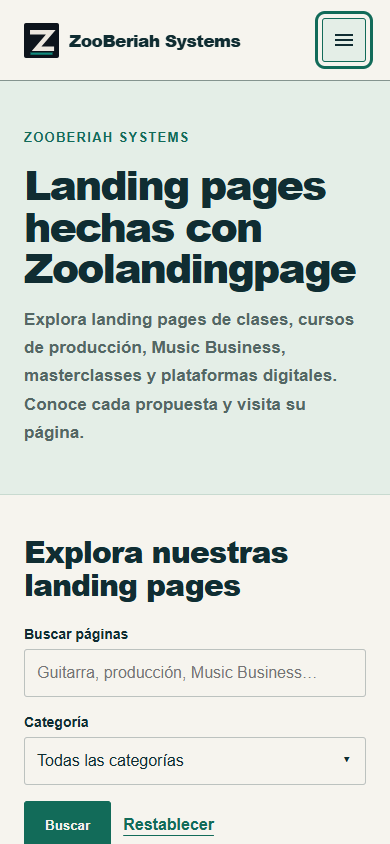 ZooBeriah Systems
ZOOBERIAH SYSTEMS
Landing pages
hechas con
Zoolandingpage
Explora landing pages de clases, cursos
de producción, Music Business,
masterclasses y plataformas digitales.
Conoce cada propuesta y visita su
página.
Explora nuestras
landing pages
Buscar páginas
Guitarra, producción, Music Business…
Categoría
Todas las categorías
Buscar Restablecer